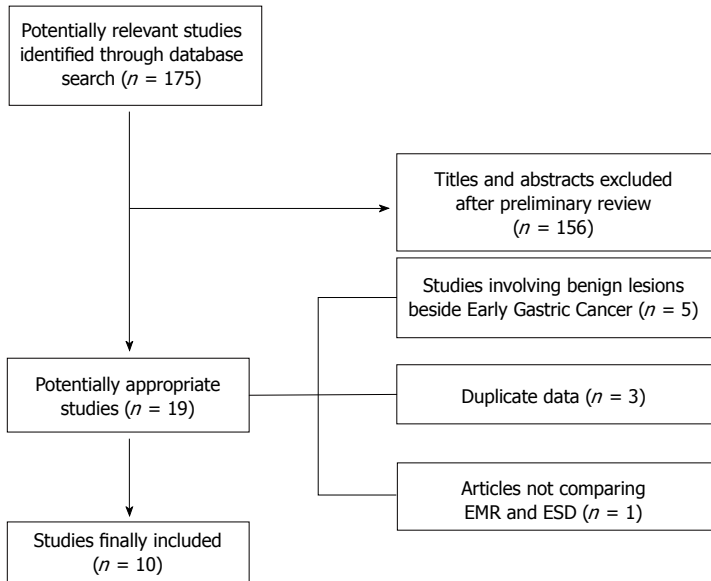 Potentially relevant studies
identified through database
search (n = 175)
Titles and abstracts excluded
after preliminary review
(n = 156)
Studies involving benign lesions
beside Early Gastric Cancer (n = 5)
Potentially appropriate
studies (n = 19)
Duplicate data (n = 3)
Articles not comparing
EMR and ESD (n = 1)
Studies finally included
(n = 10)